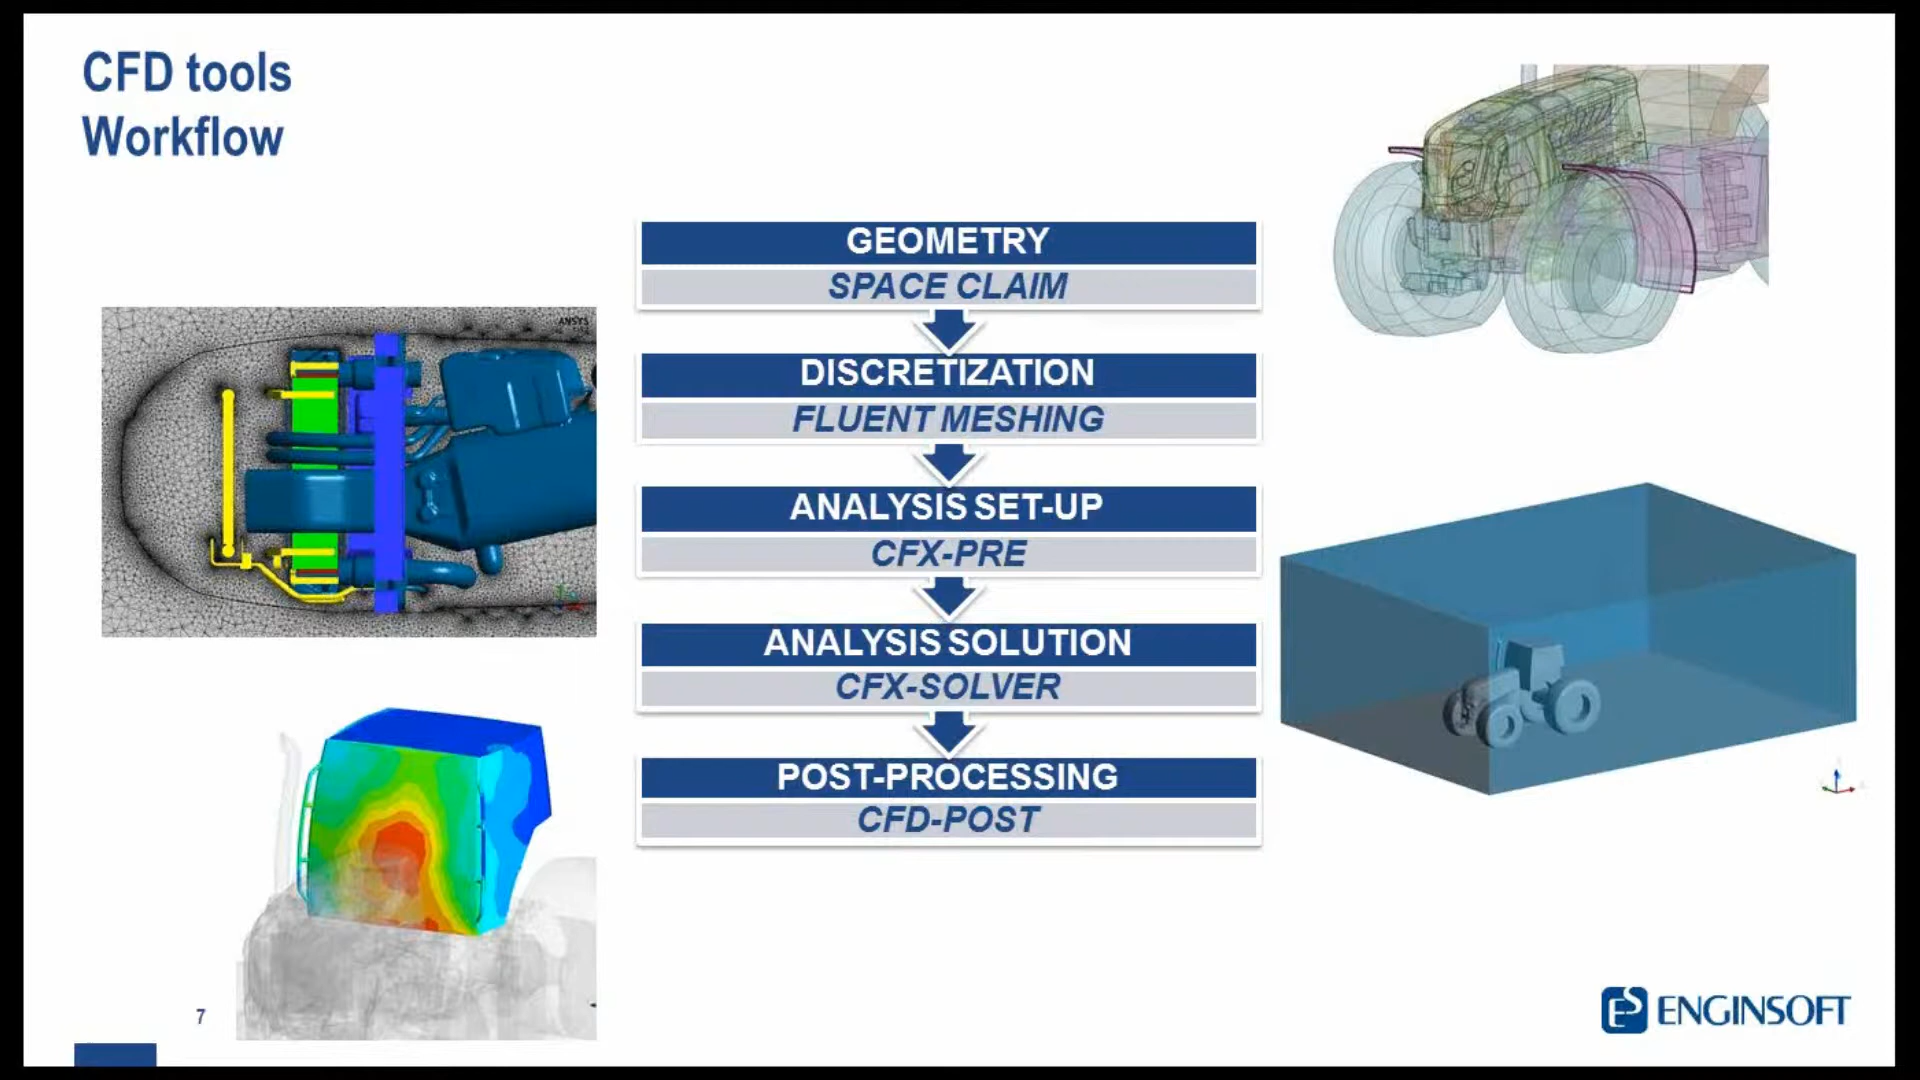 CFD tools
Workflow
GEOMETRY
SPACE CLAIM
DISCRETIZATION
FLUENT MESHING
ANALYSIS SET-UP
CFX-PRE
ANALYSIS SOLUTION
CFX-SOLVER
POST-PROCESSING
CFD-POST
ANSYS
7
ENGINSOFT